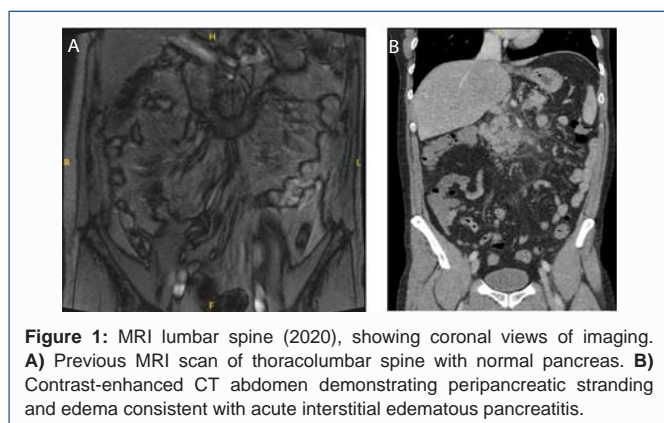 A
H
B
R
L
F
Figure 1: MRI lumbar spine (2020), showing coronal views of imaging.
A) Previous MRI scan of thoracolumbar spine with normal pancreas. B)
Contrast-enhanced CT abdomen demonstrating peripancreatic stranding
and edema consistent with acute interstitial edematous pancreatitis.